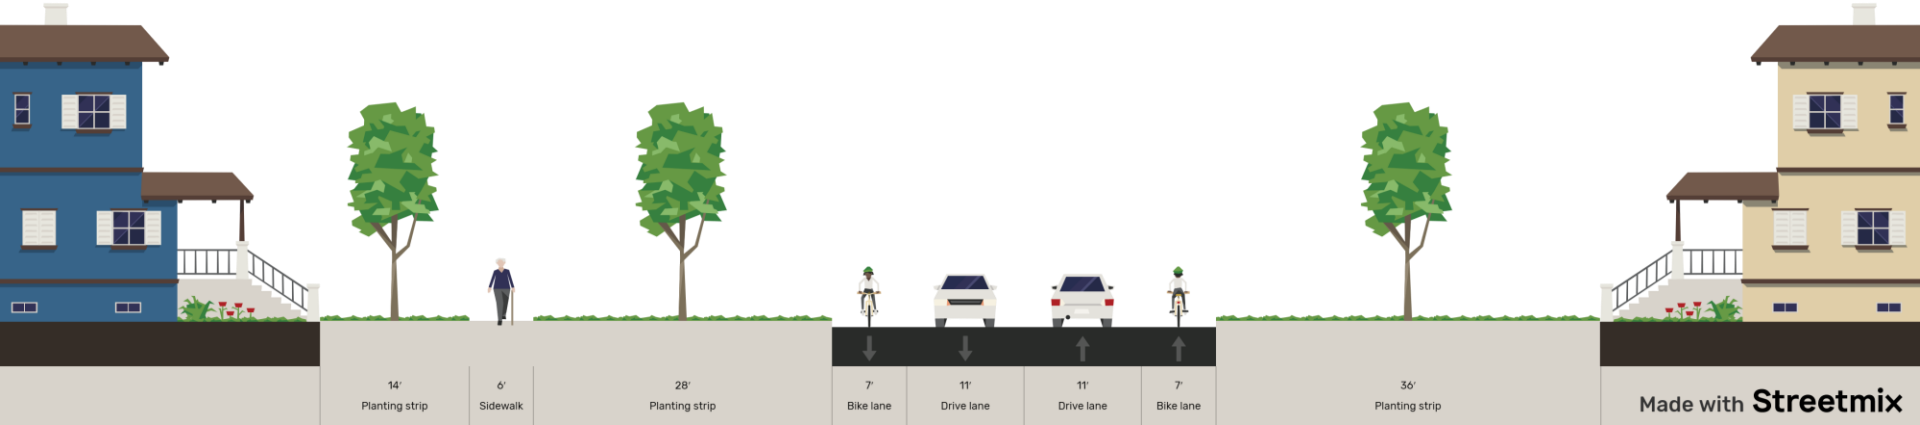 14′
Planting strip
6′
Sidewalk
28′
Planting strip
7′
Bike lane
11′
Drive lane
11′
Drive lane
7′
Bike lane
36′
Planting strip
Made with Streetmix